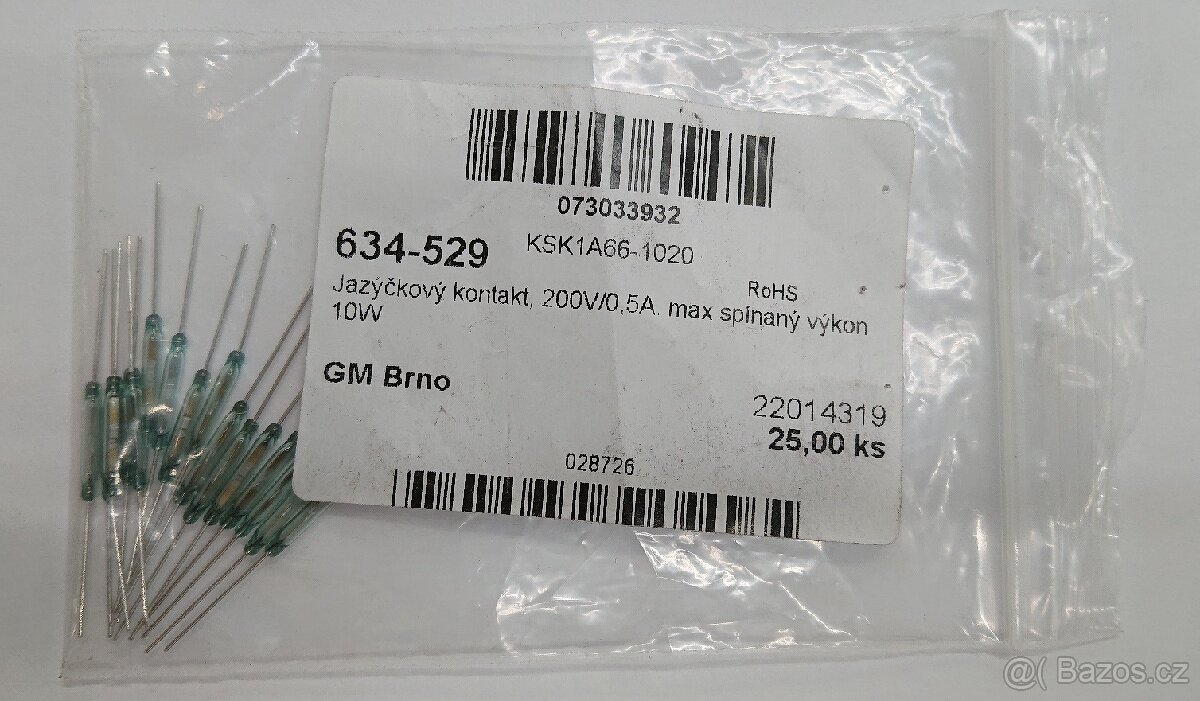 073033932
634-529 KSK1A66-1020
RoHS
Jazýčkový kontakt, 200V/0,5A. max spínaný výkon
10W
GM Brno
22014319
25,00 ks
028726
@( Bazos.cz